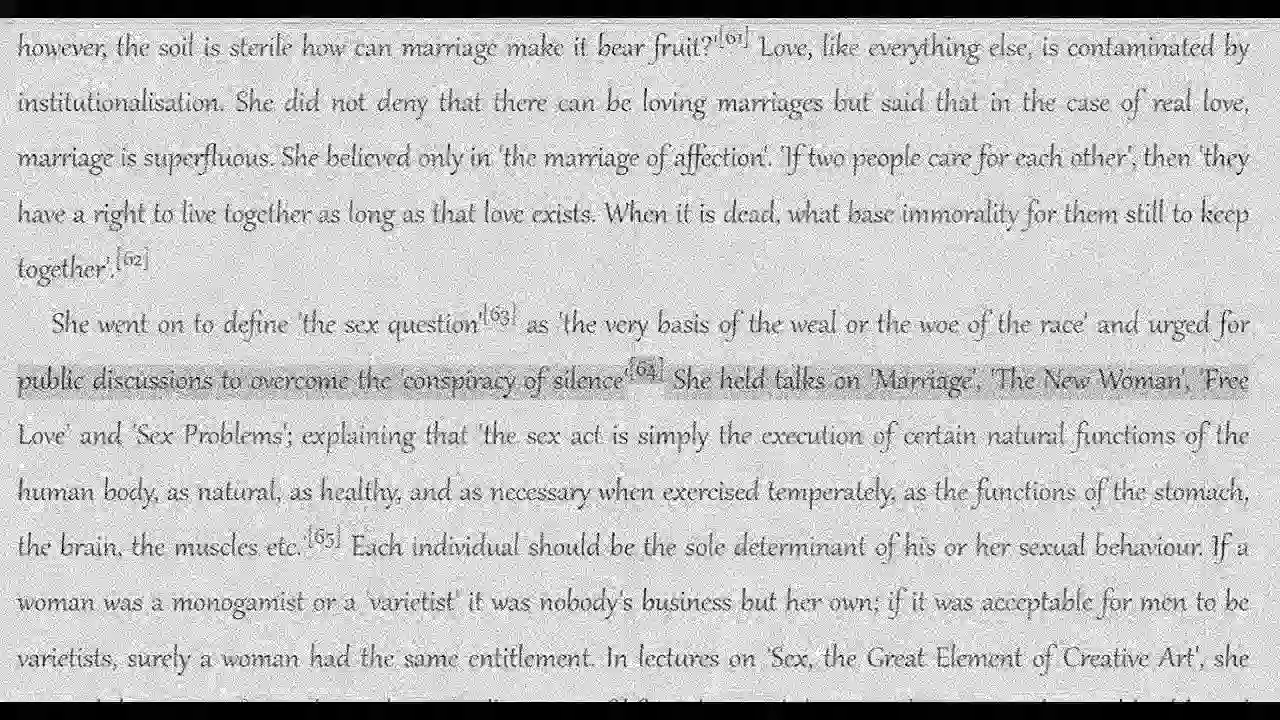 however, the soil is sterile how can marriage make it bear fruit?'[61] Love, like everything else, is contaminated by
institutionalisation. She did not deny that there can be loving marriages but said that in the case of real love,
marriage is superfluous. She believed only in 'the marriage of affection'. 'If two people care for each other', then 'they
have a right to live together as long as that love exists. When it is dead, what base immorality for them still to keep
together'.[62]
She went on to define 'the sex question'[63] as 'the very basis of the weal or the woe of the race' and urged for
public discussions to overcome the 'conspiracy of silence'[64] She held talks on 'Marriage', 'The New Woman', 'Free
Love' and 'Sex Problems'; explaining that 'the sex act is simply the execution of certain natural functions of the
human body, as natural, as healthy, and as necessary when exercised temperately, as the functions of the stomach,
the brain, the muscles etc.'[65] Each individual should be the sole determinant of his or her sexual behaviour. If a
woman was a monogamist or a 'varietist' it was nobody's business but her own; if it was acceptable for men to be
varietists, surely a woman had the same entitlement. In lectures on 'Sex, the Great Element of Creative Art', she